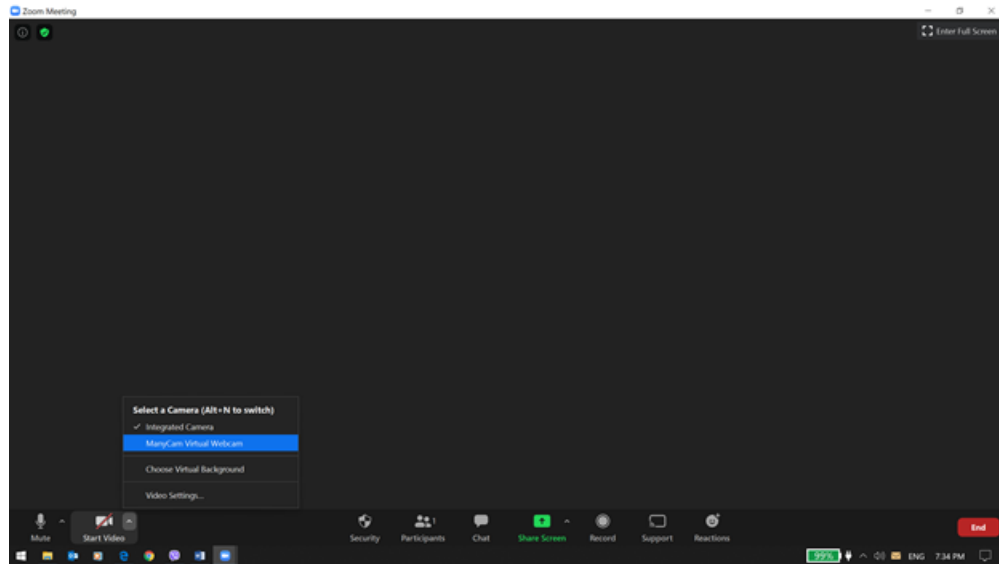 Zoom Meeting
Enter Full Screen
Select a Camera (Alt+N to switch)
Integrated Camera
ManyCam Virtual Webcam
Choose Virtual Background
Video Settings...
1
Mute
Start Video
Security
Participants
Chat
Share Screen
Record
Support
Reactions
End
99%
ENG
7:34 PM